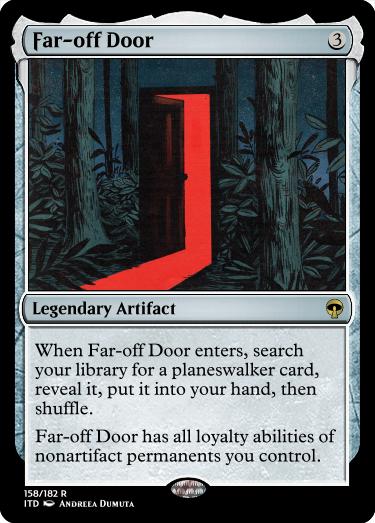 Far-off Door 3
Legendary Artifact
When Far-off Door enters, search
your library for a planeswalker card,
reveal it, put it into your hand, then
shuffle.
Far-off Door has all loyalty abilities of
nonartifact permanents you control.
158/182 R
ITD Andreea Dumuta